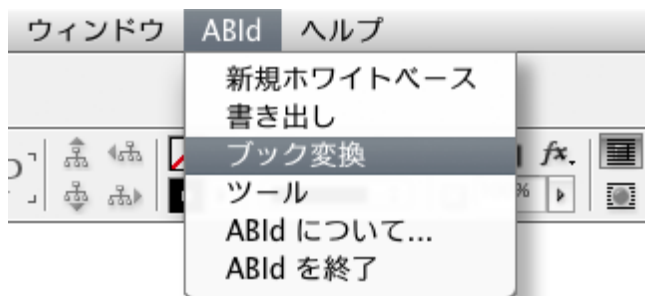 ウィンドウ ABId ヘルプ
新規ホワイトベース
書き出し
ブック変換
ツール
ABId について...
ABId を終了
fx.
%